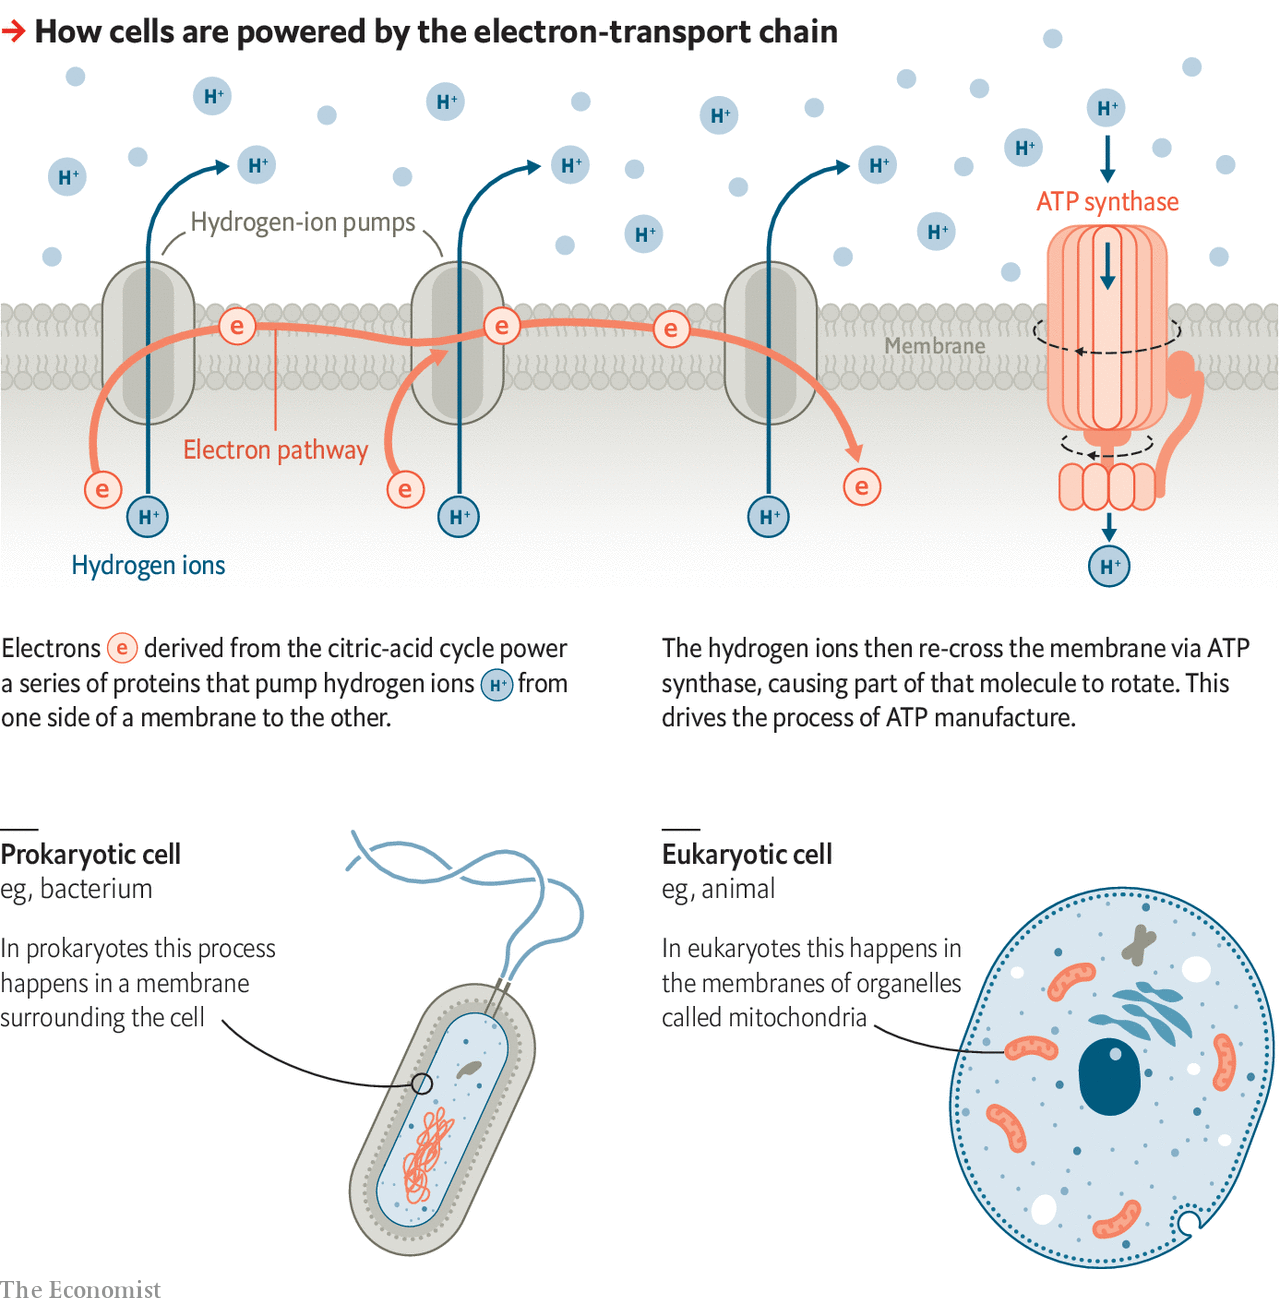 → How cells are powered by the electron-transport chain
H⁺
H⁺
H⁺
H⁺
H⁺
H⁺
H⁺
H⁺
H⁺
H⁺
H⁺
Hydrogen-ion pumps
ATP synthase
e
e
e
Membrane
Electron pathway
e
e
e
H⁺
H⁺
H⁺
H⁺
Hydrogen ions
Electrons e derived from the citric-acid cycle power
a series of proteins that pump hydrogen ions H⁺ from
one side of a membrane to the other.
The hydrogen ions then re-cross the membrane via ATP
synthase, causing part of that molecule to rotate. This
drives the process of ATP manufacture.
Prokaryotic cell
eg, bacterium
In prokaryotes this process
happens in a membrane
surrounding the cell
Eukaryotic cell
eg, animal
In eukaryotes this happens in
the membranes of organelles
called mitochondria
The Economist